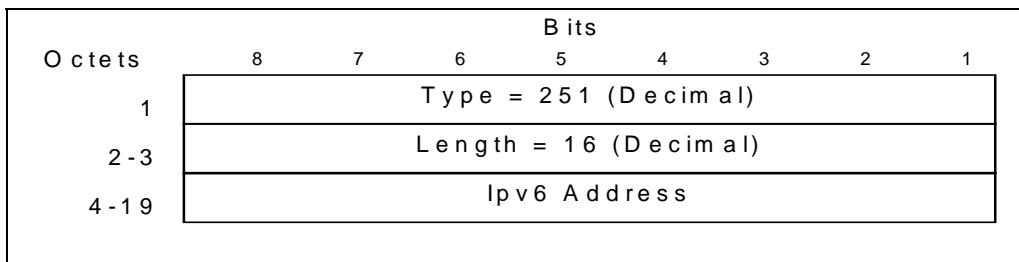 Bits
Octets 8 7 6 5 4 3 2 1
1 Type = 251 (Decimal)
2-3 Length = 16 (Decimal)
4-19 Ipv6 Address